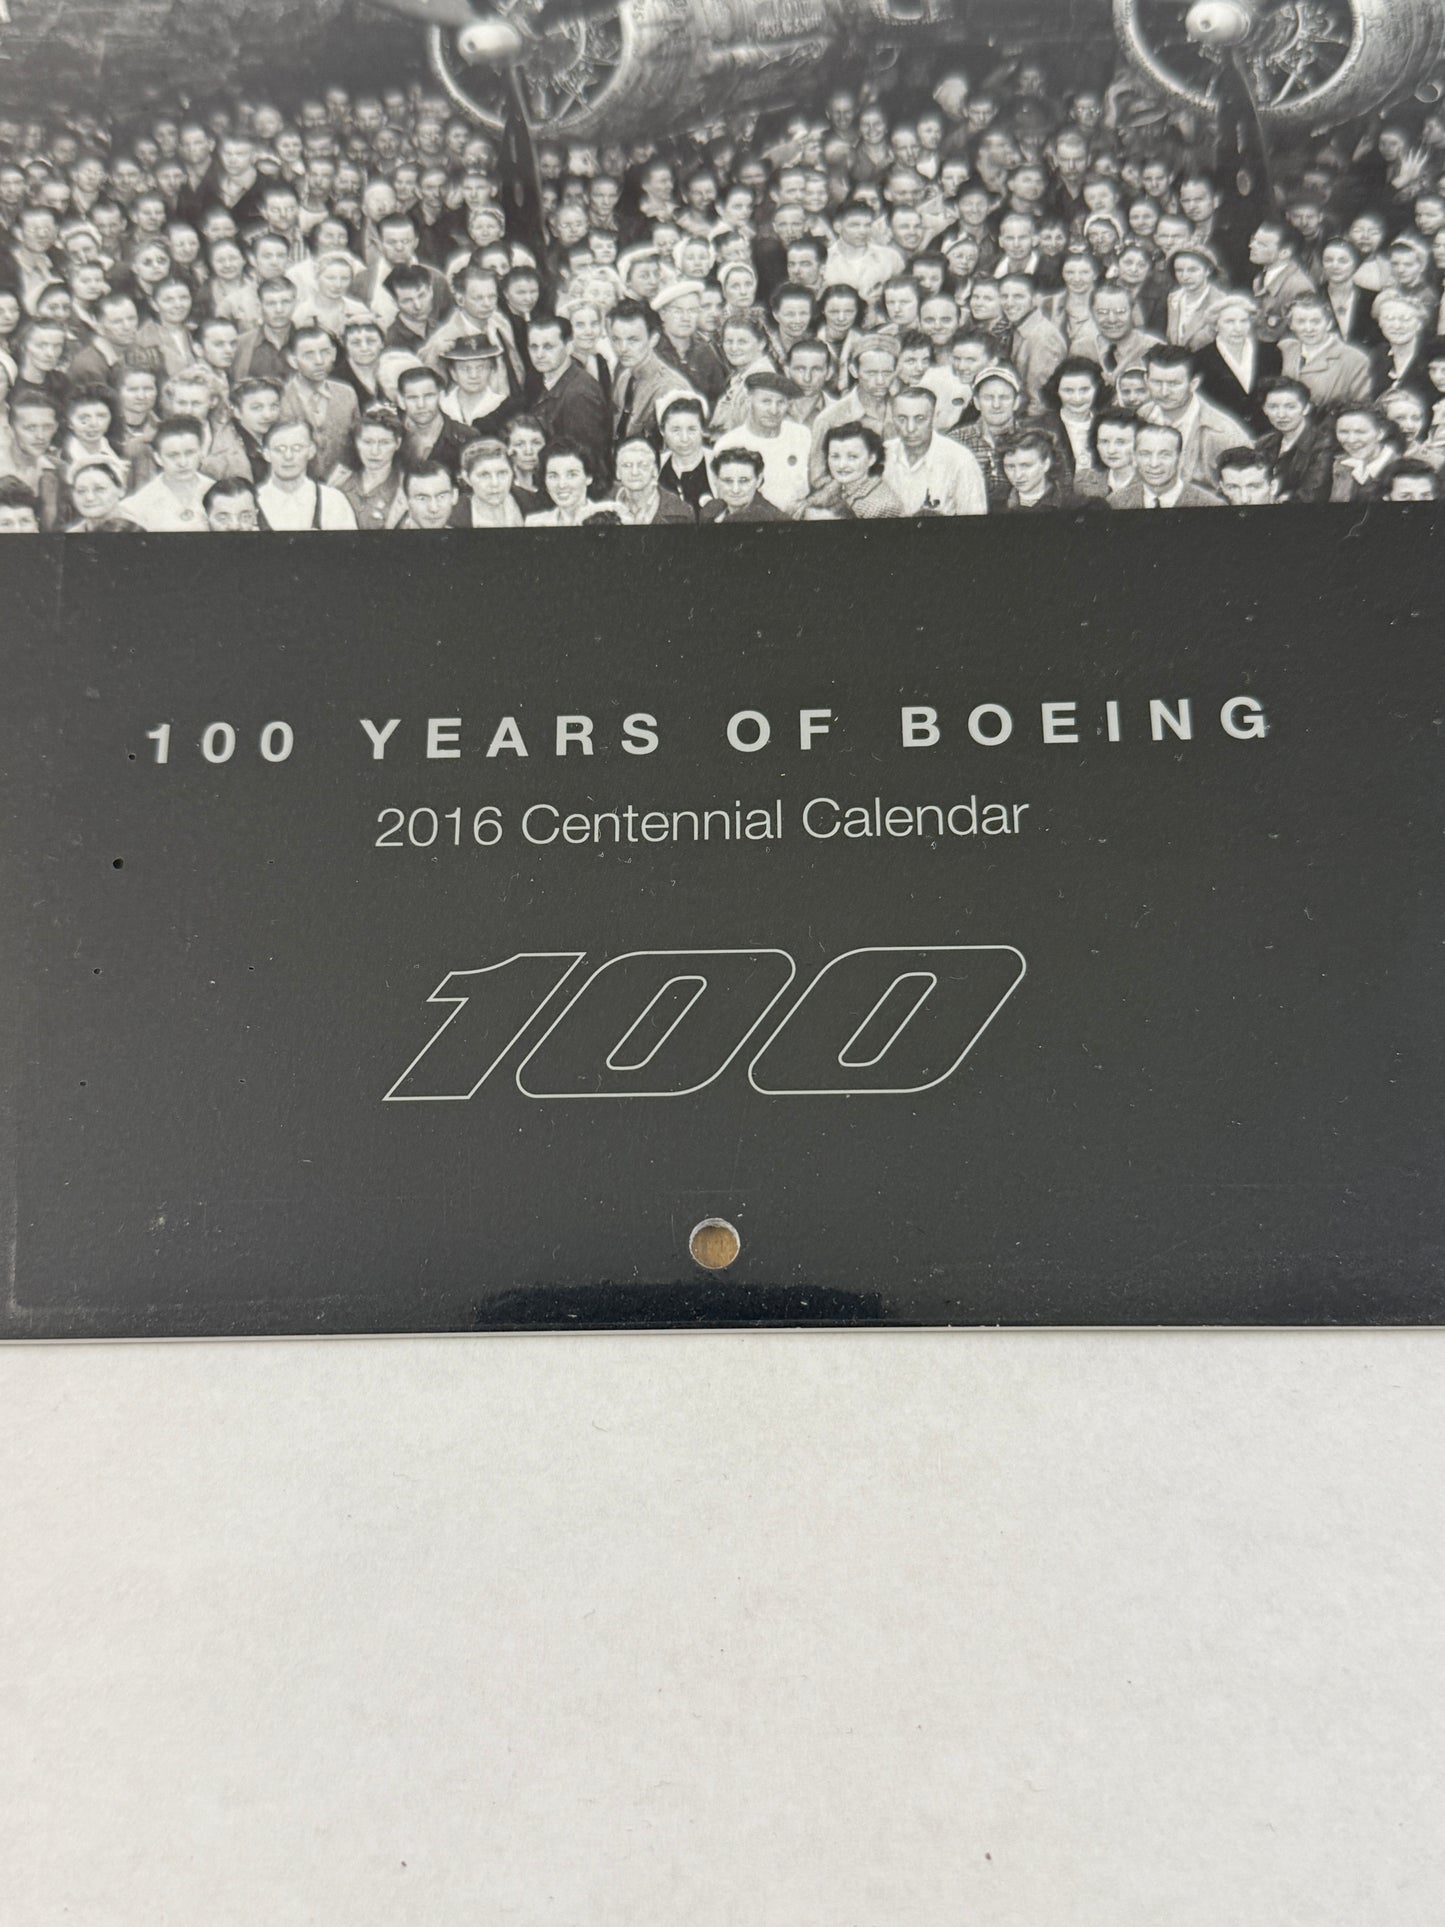 100 YEARS OF BOEING
2016 Centennial Calendar
100